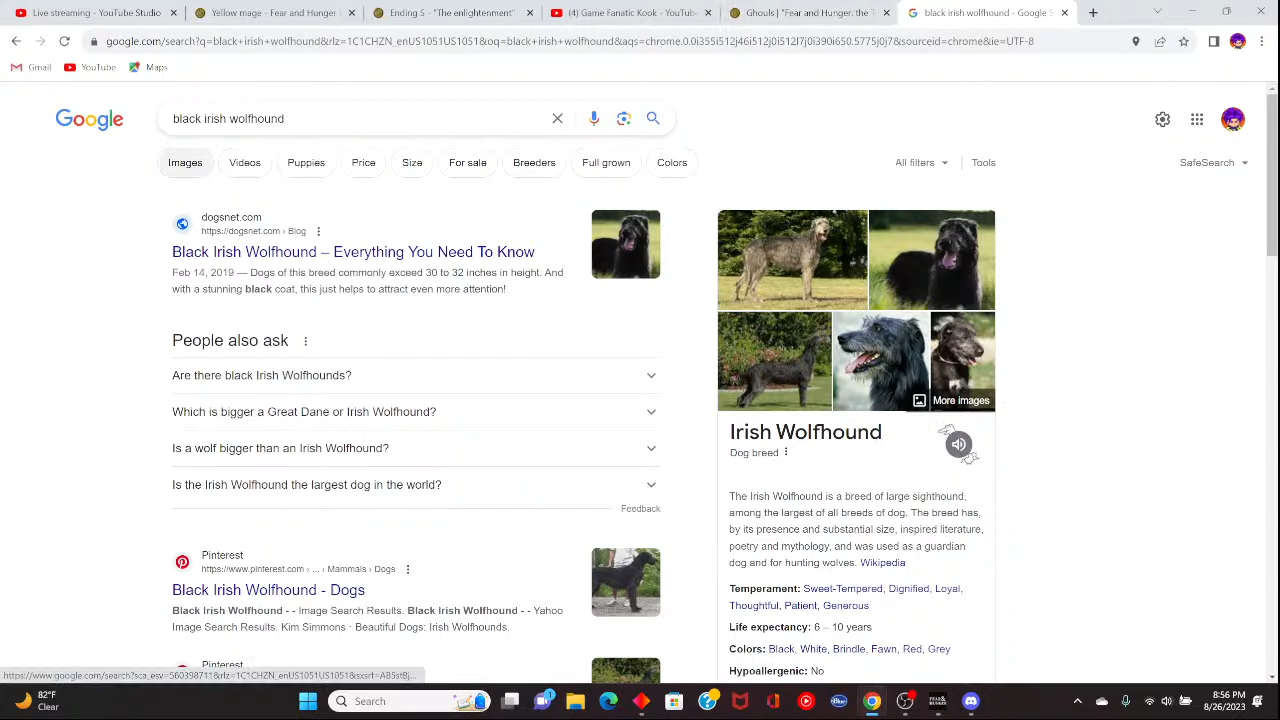 Live streaming - YouTube Studio
Yellow mage - Fear and Hunger
Ending S - "The enlightenment"
(4) Game Fanatic Kook - YouTube
Ghouls | "Fear and Hunger: the T
black irish wolfhound - Google S
google.com/search?q=black+irish+wolfhound&rlz=1C1CHZN_enUS1051US1051&oq=black+irish+wolfhound&aqs=chrome.0.0i355i512j46i512j0i512l7j0i390i650.5775j0j7&sourceid=chrome&ie=UTF-8
Gmail YouTube Maps
Google
black irish wolfhound
Images Videos Puppies Price Size For sale Breeders Full grown Colors
All filters Tools
SafeSearch
dogsnet.com
https://dogsnet.com › Blog
Black Irish Wolfhound – Everything You Need To Know
Feb 14, 2019 — Dogs of this breed commonly exceed 30 to 32 inches in height. And
with a stunning black coat, this just helps to attract even more attention!
People also ask
Are there black Irish Wolfhounds?
Which is bigger a Great Dane or Irish Wolfhound?
Is a wolf bigger than an Irish Wolfhound?
Is the Irish Wolfhound the largest dog in the world?
Feedback
Pinterest
https://www.pinterest.com › ... › Mammals › Dogs
Black Irish Wolfhound - Dogs
Black Irish Wolfhound - - Image Search Results. Black Irish Wolfhound - - Yahoo
Image Search Results. Kim Simmons · Beautiful Dogs: Irish Wolfhounds.
Pinterest
More images
Irish Wolfhound
Dog breed
The Irish Wolfhound is a breed of large sighthound,
among the largest of all breeds of dog. The breed has,
by its presence and substantial size, inspired literature,
poetry and mythology, and was used as a guardian
dog and for hunting wolves. Wikipedia
Temperament: Sweet-Tempered, Dignified, Loyal,
Thoughtful, Patient, Generous
Life expectancy: 6 – 10 years
Colors: Black, White, Brindle, Fawn, Red, Grey
Hypoallergenic: No
https://www.google.com/search?sca_esv=560398711&rlz=1C1CHZN_enUS1051US1051&sxsrf=AB5stBj...
82°F
Clear
Search
8:56 PM
8/26/2023